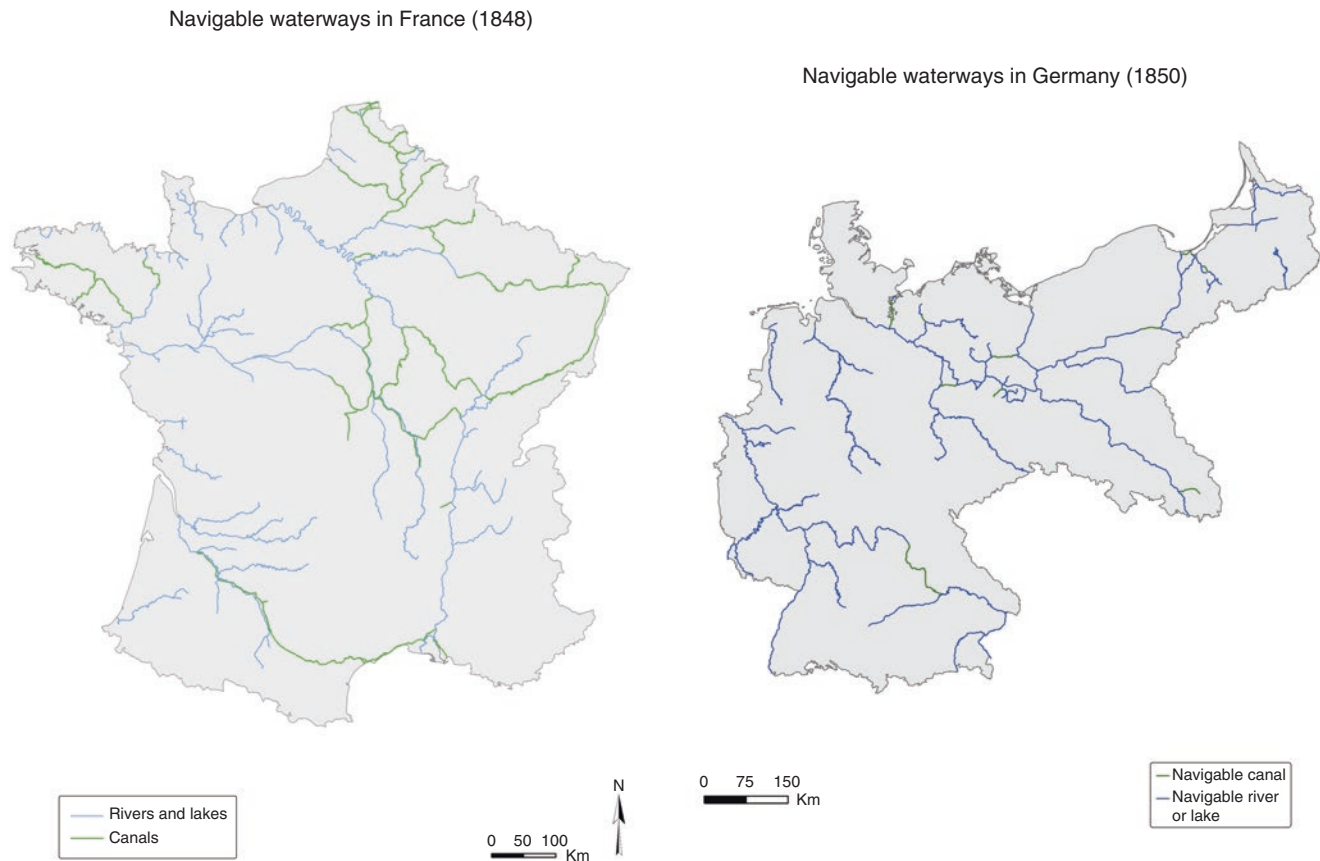 Navigable waterways in France (1848)
Navigable waterways in Germany (1850)
Rivers and lakes
Canals
0 50 100
Km
N
0 75 150
Km
Navigable canal
Navigable river
or lake